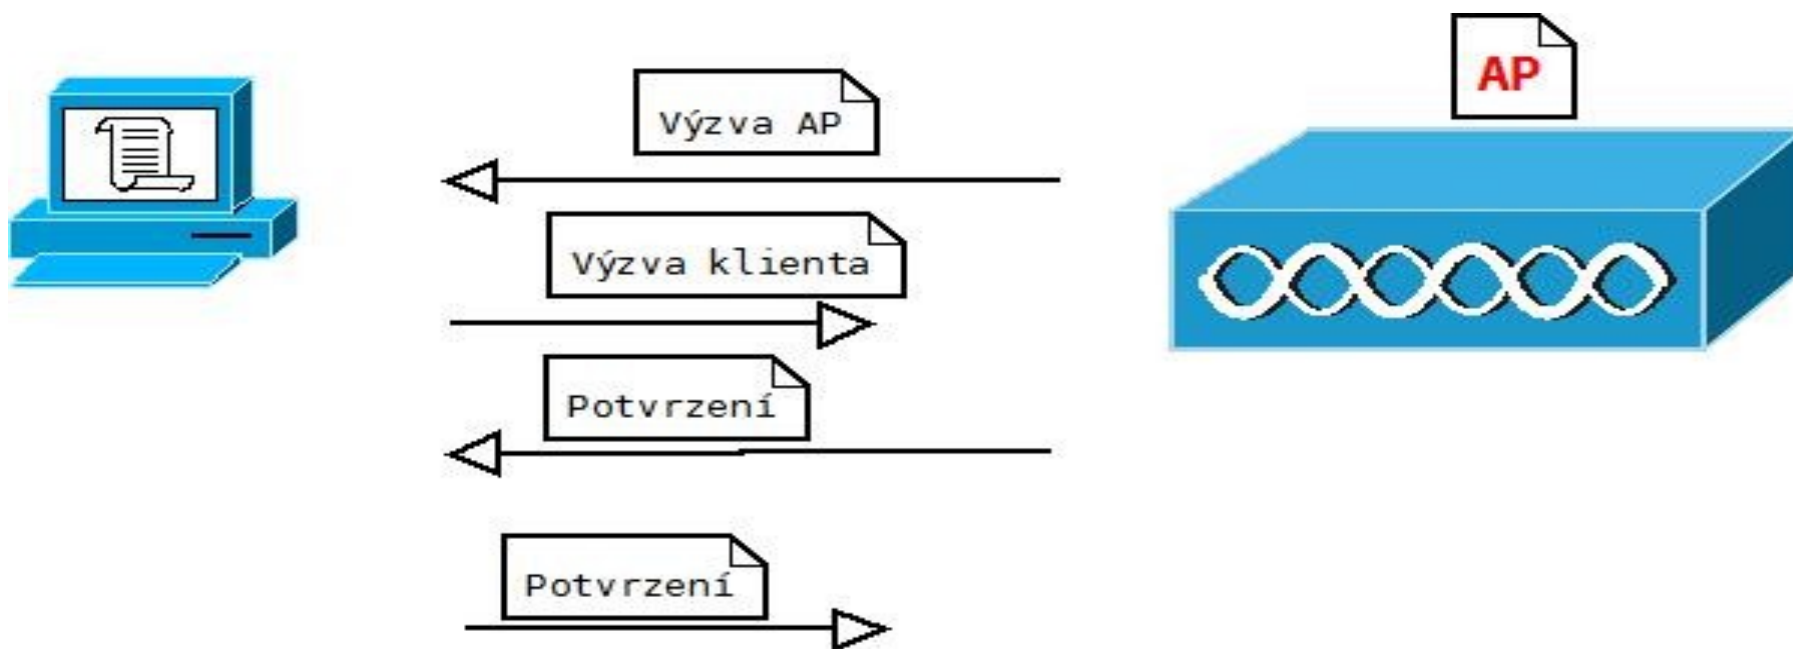 AP
Výzva AP
Výzva klienta
Potvrzení
Potvrzení